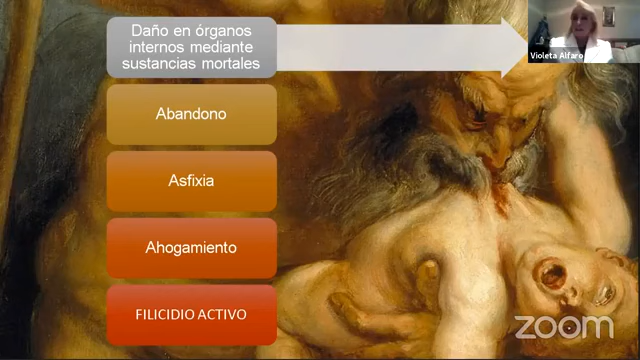 Daño en órganos
internos mediante
sustancias mortales
Violeta Alfaro
Abandono
Asfixia
Ahogamiento
FILICIDIO ACTIVO
zoom